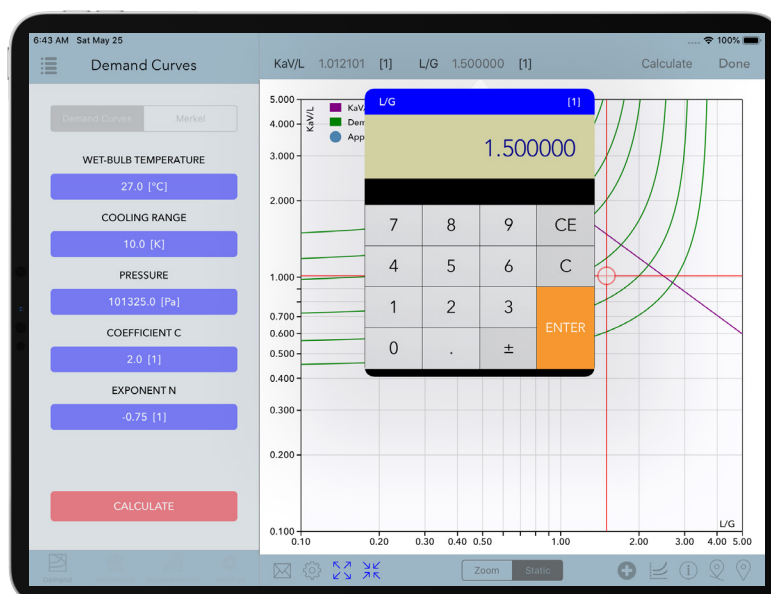 6:43 AM Sat May 25
100%
Demand Curves
KaV/L 1.012101 [1] L/G 1.500000 [1] Calculate Done
Demand Curves Merkel
WET-BULB TEMPERATURE
27.0 [°C]
COOLING RANGE
10.0 [K]
PRESSURE
101325.0 [Pa]
COEFFICIENT C
2.0 [1]
EXPONENT N
-0.75 [1]
CALCULATE
Demand
KaV/L
KaV/
Dem
App
L/G [1]
1.500000
7 8 9 CE
4 5 6 C
1 2 3
ENTER
0 . ±
5.000
4.000
3.000
2.000
1.000
0.700
0.600
0.500
0.400
0.300
0.200
0.100
L/G
0.10 0.20 0.30 0.40 0.50 1.00 2.00 3.00 4.00 5.00
Zoom Static